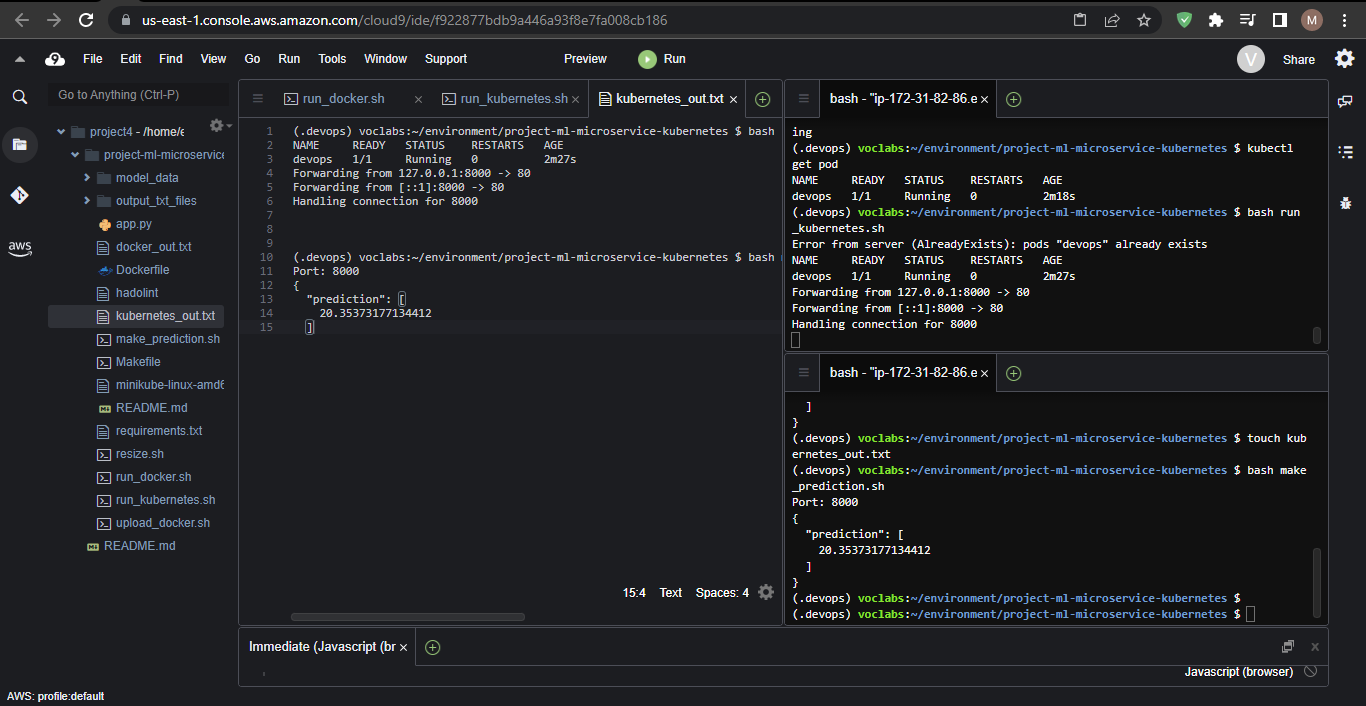 us-east-1.console.aws.amazon.com/cloud9/ide/f922877bdb9a446a93f8e7fa008cb186
M
9 File Edit Find View Go Run Tools Window Support Preview Run V Share
Go to Anything (Ctrl-P)
project4 - /home/e
project-ml-microservice
model_data
output_txt_files
app.py
docker_out.txt
Dockerfile
hadolint
kubernetes_out.txt
make_prediction.sh
Makefile
minikube-linux-amd6
README.md
requirements.txt
resize.sh
run_docker.sh
run_kubernetes.sh
upload_docker.sh
README.md
aws
run_docker.sh × run_kubernetes.sh × kubernetes_out.txt ×
1 (.devops) voclabs:~/environment/project-ml-microservice-kubernetes $ bash
2 NAME READY STATUS RESTARTS AGE
3 devops 1/1 Running 0 2m27s
4 Forwarding from 127.0.0.1:8000 -> 80
5 Forwarding from [::1]:8000 -> 80
6 Handling connection for 8000
7
8
9
10 (.devops) voclabs:~/environment/project-ml-microservice-kubernetes $ bash
11 Port: 8000
12 {
13 "prediction": [
14 20.35373177134412
15 ]
15:4 Text Spaces: 4
bash - "ip-172-31-82-86.e ×
ing
(.devops) voclabs:~/environment/project-ml-microservice-kubernetes $ kubectl
get pod
NAME READY STATUS RESTARTS AGE
devops 1/1 Running 0 2m18s
(.devops) voclabs:~/environment/project-ml-microservice-kubernetes $ bash run
_kubernetes.sh
Error from server (AlreadyExists): pods "devops" already exists
NAME READY STATUS RESTARTS AGE
devops 1/1 Running 0 2m27s
Forwarding from 127.0.0.1:8000 -> 80
Forwarding from [::1]:8000 -> 80
Handling connection for 8000
bash - "ip-172-31-82-86.e ×
]
}
(.devops) voclabs:~/environment/project-ml-microservice-kubernetes $ touch kub
ernetes_out.txt
(.devops) voclabs:~/environment/project-ml-microservice-kubernetes $ bash make
_prediction.sh
Port: 8000
{
"prediction": [
20.35373177134412
]
}
(.devops) voclabs:~/environment/project-ml-microservice-kubernetes $
(.devops) voclabs:~/environment/project-ml-microservice-kubernetes $
Immediate (Javascript (br ×
Javascript (browser)
AWS: profile:default